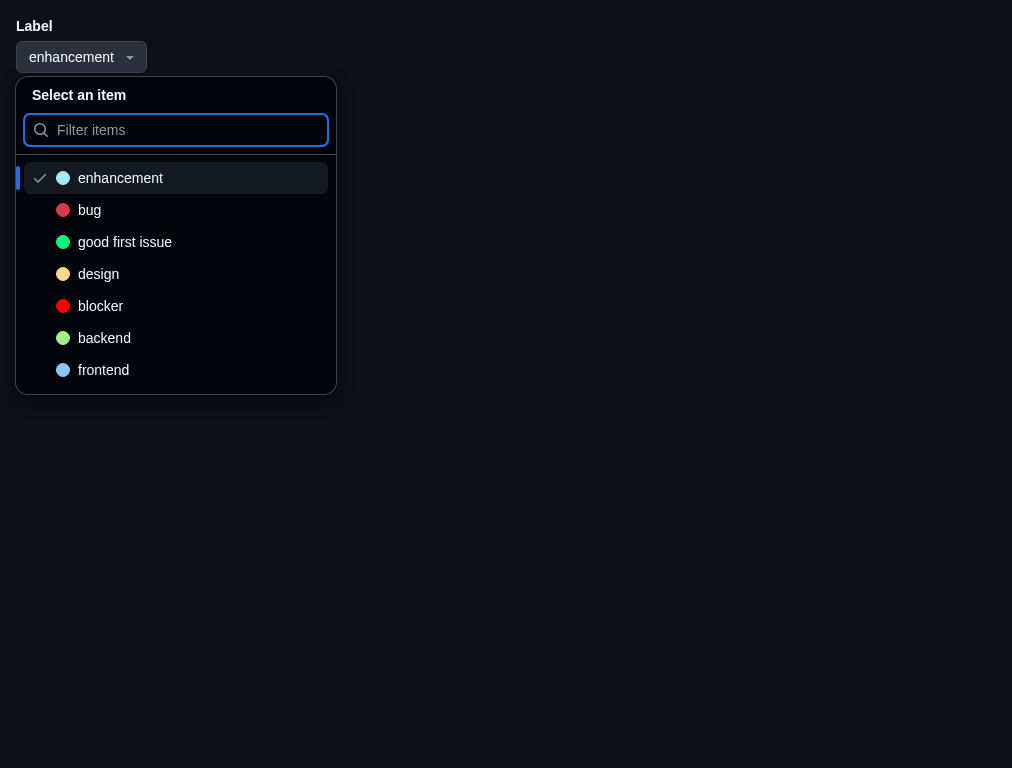 Label
enhancement
Select an item
Filter items
enhancement
bug
good first issue
design
blocker
backend
frontend